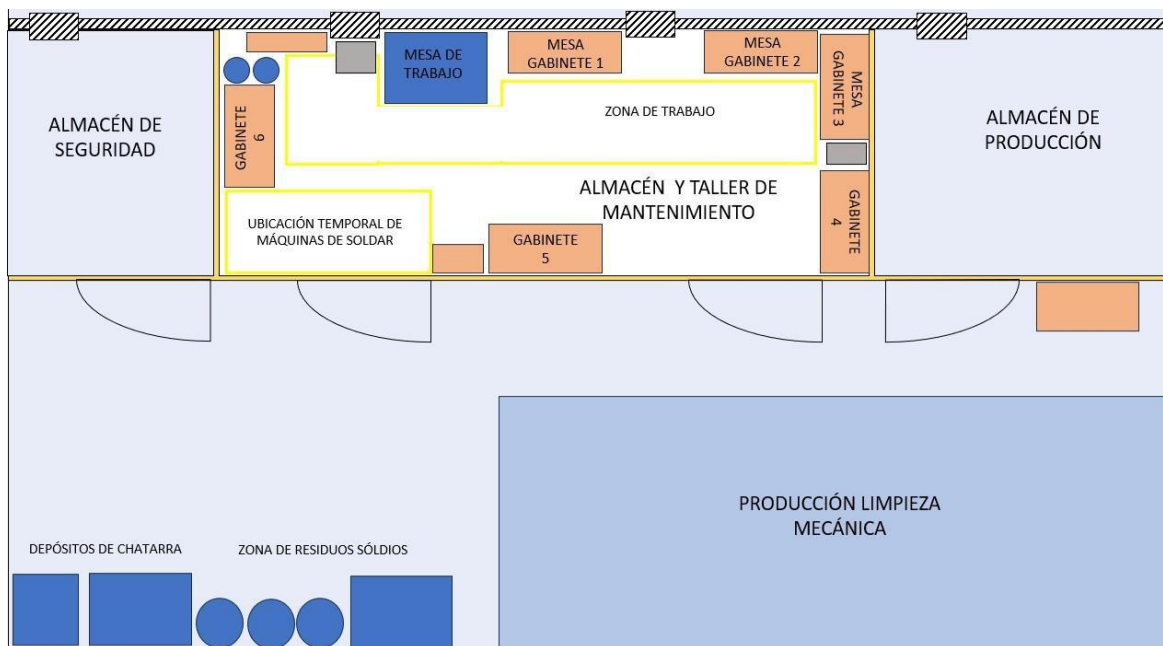 MESA DE
TRABAJO
MESA
GABINETE 1
MESA
GABINETE 2
MESA
GABINETE 3
ALMACÉN DE
SEGURIDAD
GABINETE
6
ZONA DE TRABAJO
ALMACÉN DE
PRODUCCIÓN
ALMACÉN Y TALLER DE
MANTENIMIENTO
GABINETE
4
UBICACIÓN TEMPORAL DE
MÁQUINAS DE SOLDAR
GABINETE
5
PRODUCCIÓN LIMPIEZA
MECÁNICA
DEPÓSITOS DE CHATARRA
ZONA DE RESIDUOS SÓLDIOS